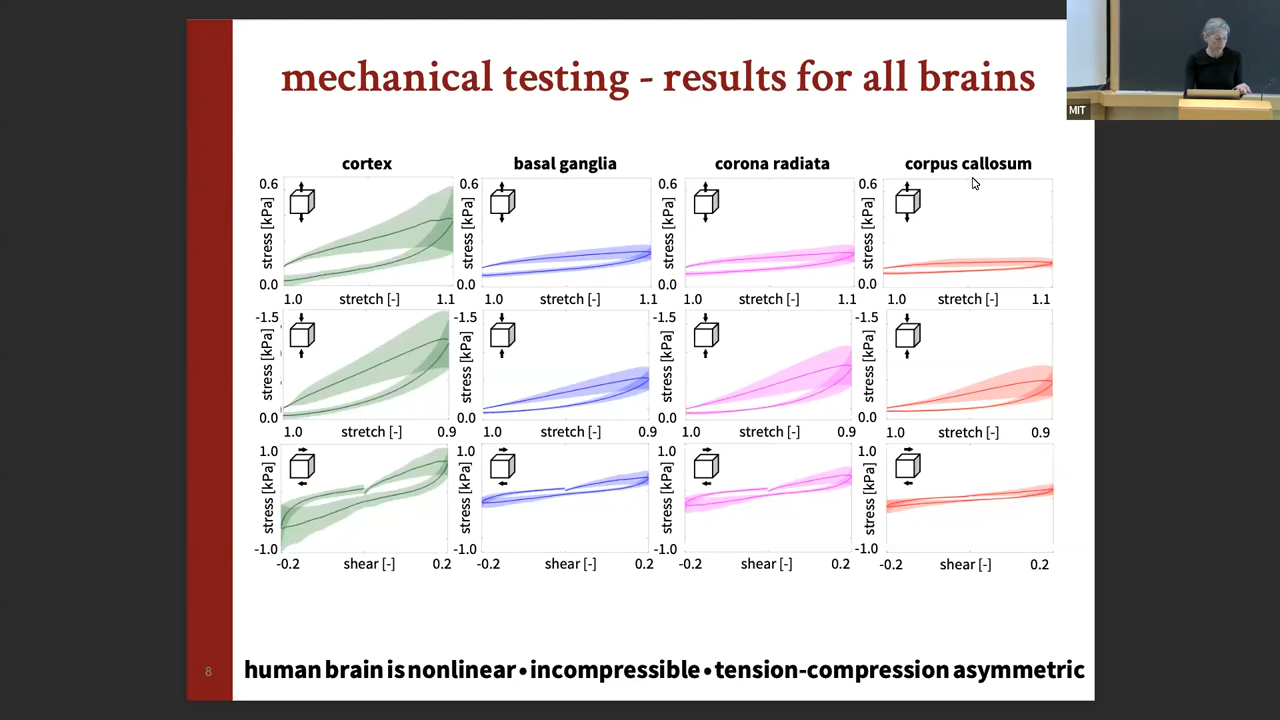 mechanical testing - results for all brains
MIT
cortex
basal ganglia
corona radiata
corpus callosum
0.6
stress [kPa]
0.0
1.0
stretch [-]
1.1
0.6
stress [kPa]
0.0
1.0
stretch [-]
1.1
0.6
stress [kPa]
0.0
1.0
stretch [-]
1.1
0.6
stress [kPa]
0.0
1.0
stretch [-]
1.1
-1.5
stress [kPa]
0.0
1.0
stretch [-]
0.9
-1.5
stress [kPa]
0.0
1.0
stretch [-]
0.9
-1.5
stress [kPa]
0.0
1.0
stretch [-]
0.9
-1.5
stress [kPa]
0.0
1.0
stretch [-]
0.9
1.0
stress [kPa]
-1.0
-0.2
shear [-]
0.2
1.0
stress [kPa]
-1.0
-0.2
shear [-]
0.2
1.0
stress [kPa]
-1.0
-0.2
shear [-]
0.2
1.0
stress [kPa]
-1.0
-0.2
shear [-]
0.2
8
human brain is nonlinear • incompressible • tension-compression asymmetric